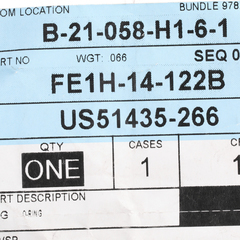 OM LOCATION BUNDLE 978
B-21-058-H1-6-1
RT NO WGT: 066 SEQ 0
FE1H-14-122B
US51435-266
QTY CASES C
ONE 1 1
RT DESCRIPTION
G O.RING